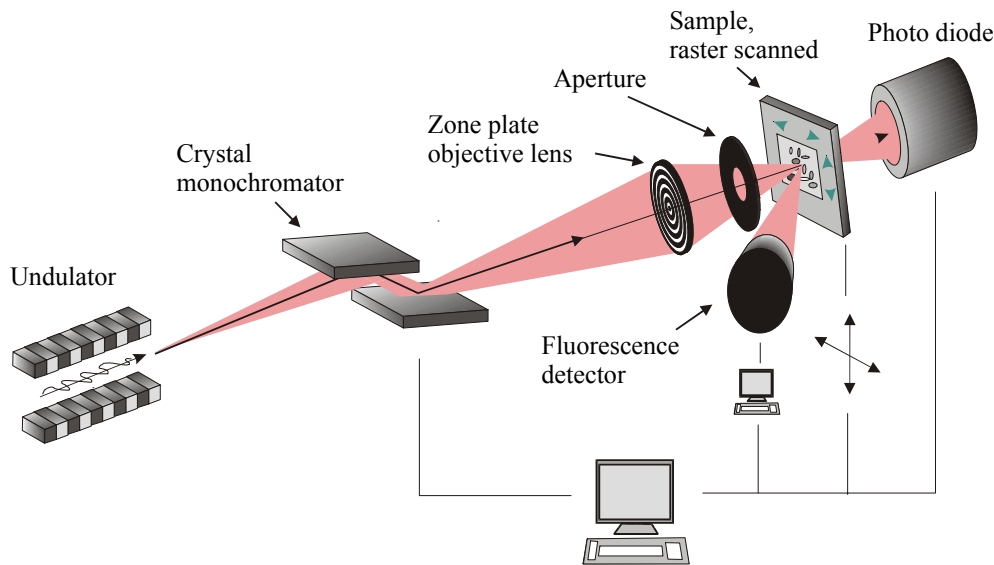 Sample,
raster scanned
Photo diode
Aperture
Zone plate
objective lens
Crystal
monochromator
Undulator
Fluorescence
detector